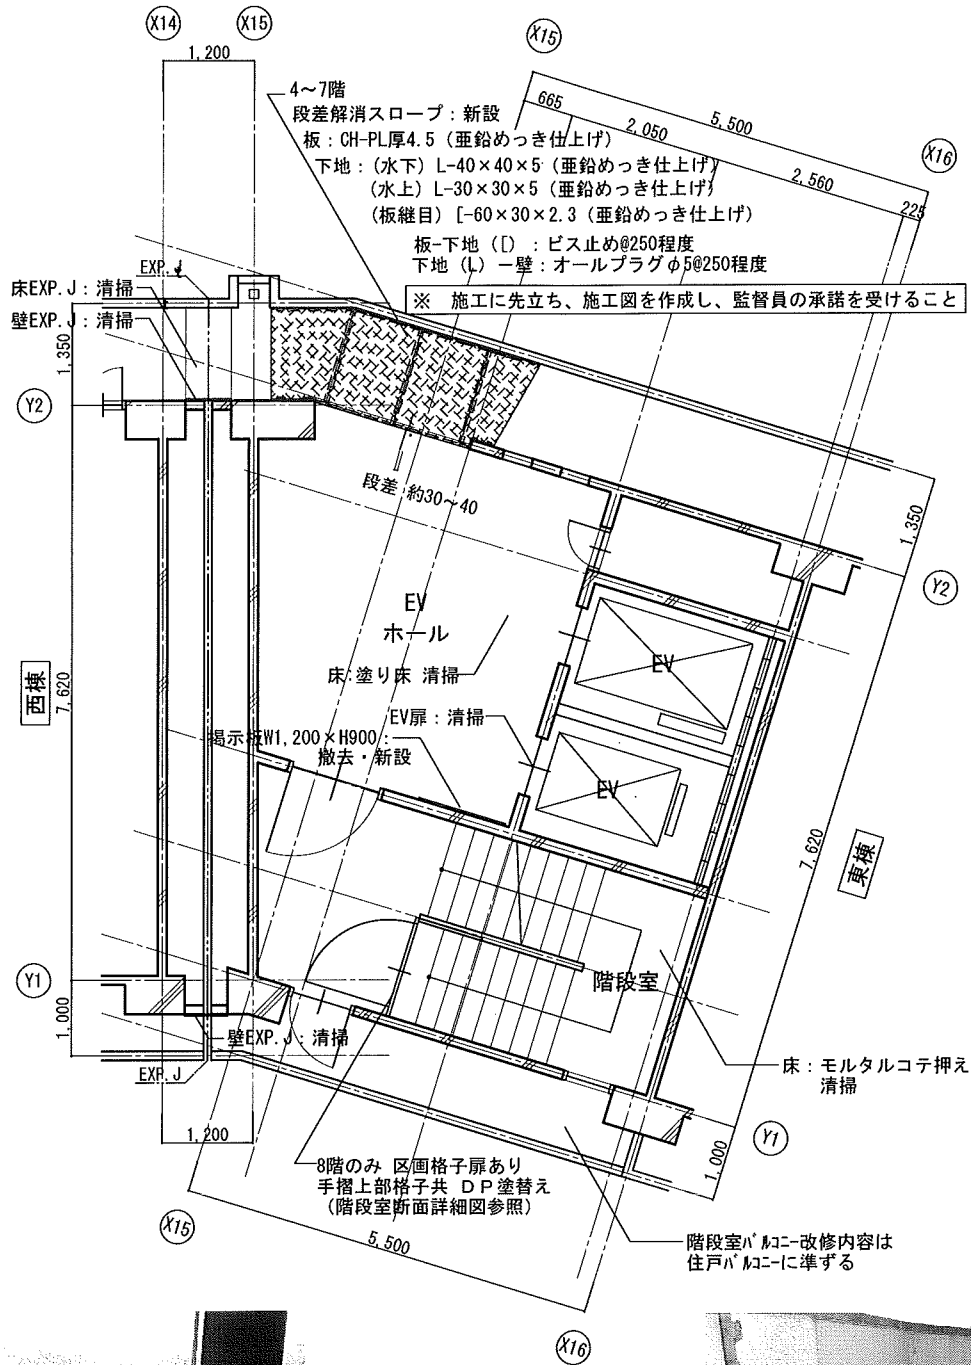 X14
X15
1,200
X15
665
5,500
2,050
X16
2,560
225
4～7階
段差解消スロープ：新設
板：CH-PL厚4.5（亜鉛めっき仕上げ）
下地：(水下) L-40×40×5（亜鉛めっき仕上げ）
(水上) L-30×30×5（亜鉛めっき仕上げ）
(板継目) [-60×30×2.3（亜鉛めっき仕上げ）
板-下地（[）：ビス止め@250程度
下地（L）－壁：オールプラグφ5@250程度
※　施工に先立ち、施工図を作成し、監督員の承諾を受けること
EXP.J
床EXP.J：清掃
壁EXP.J：清掃
1,350
Y2
段差 約30～40
1,350
Y2
EV
ホール
床:塗り床 清掃
EV
西棟
7,620
EV扉：清掃
掲示板W1,200×H900：
撤去・新設
EV
7,620
東棟
階段室
Y1
1,000
壁EXP.J：清掃
EXP.J
床：モルタルコテ押え
清掃
Y1
1,000
1,200
8階のみ 区画格子扉あり
手摺上部格子共 ＤＰ塗替え
（階段室断面詳細図参照）
X15
5,500
階段室ﾊﾞﾙｺﾆｰ改修内容は
住戸ﾊﾞﾙｺﾆｰに準ずる
X16